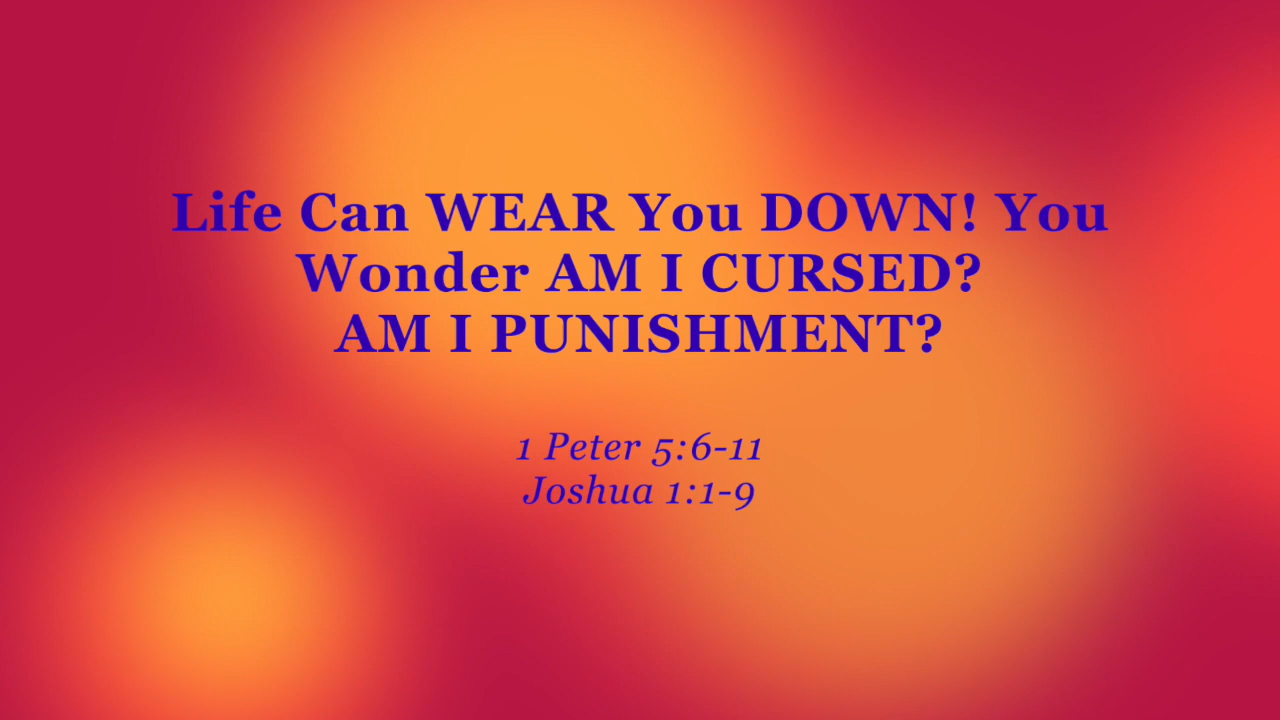 Life Can WEAR You DOWN! You
Wonder AM I CURSED?
AM I PUNISHMENT?
1 Peter 5:6-11
Joshua 1:1-9